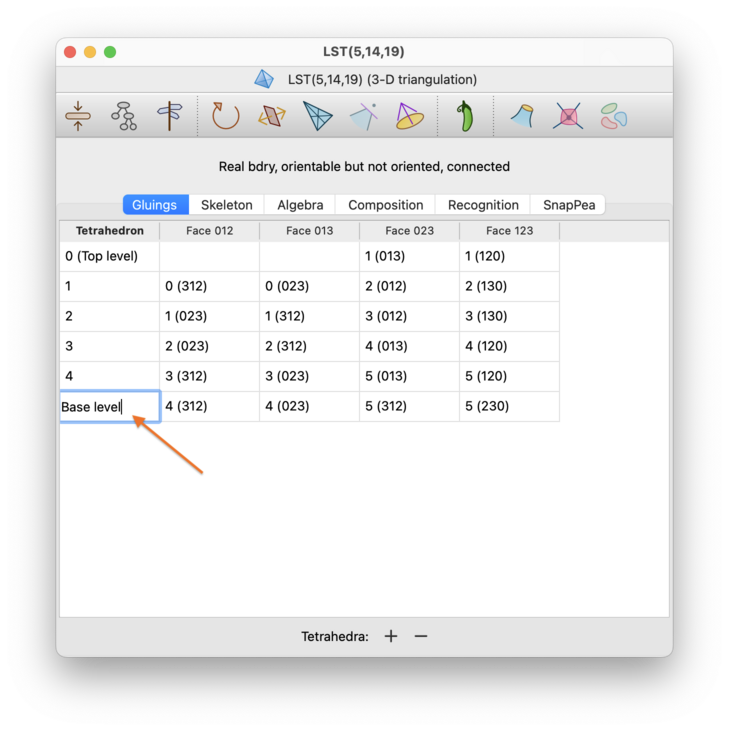 LST(5,14,19)
LST(5,14,19) (3-D triangulation)
Real bdry, orientable but not oriented, connected
Gluings Skeleton Algebra Composition Recognition SnapPea
Tetrahedron Face 012 Face 013 Face 023 Face 123
0 (Top level) 1 (013) 1 (120)
1 0 (312) 0 (023) 2 (012) 2 (130)
2 1 (023) 1 (312) 3 (012) 3 (130)
3 2 (023) 2 (312) 4 (013) 4 (120)
4 3 (312) 3 (023) 5 (013) 5 (120)
Base level 4 (312) 4 (023) 5 (312) 5 (230)
Tetrahedra: + −